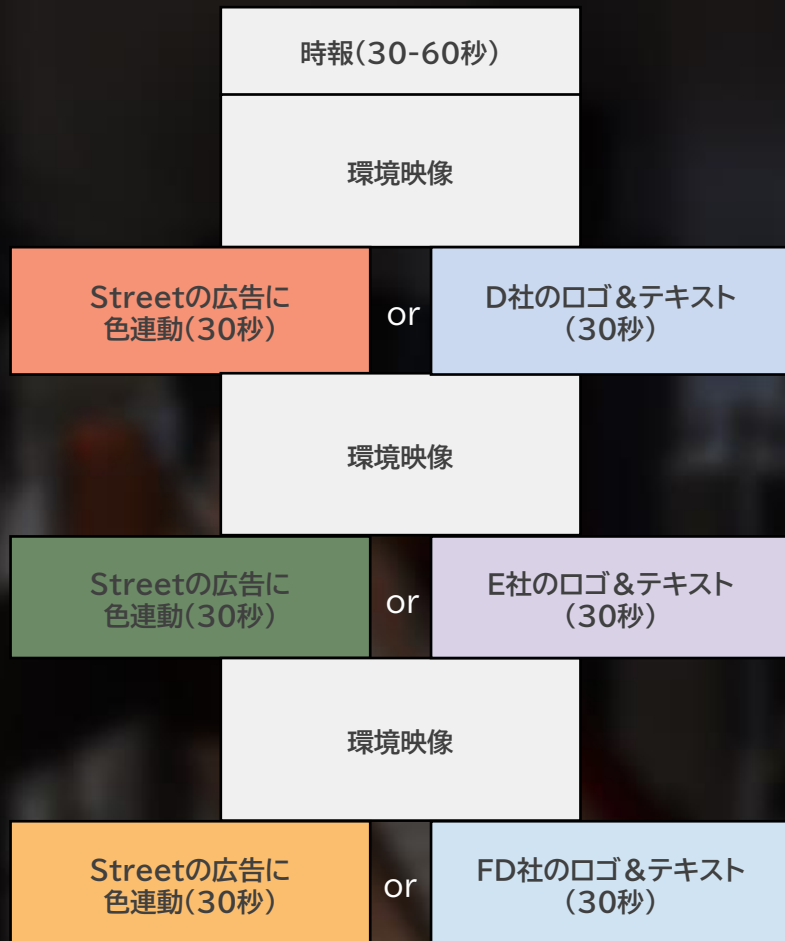 時報(30-60秒)
環境映像
Streetの広告に
色連動(30秒)
or
D社のロゴ&テキスト
(30秒)
環境映像
Streetの広告に
色連動(30秒)
or
E社のロゴ&テキスト
(30秒)
環境映像
Streetの広告に
色連動(30秒)
or
FD社のロゴ&テキスト
(30秒)